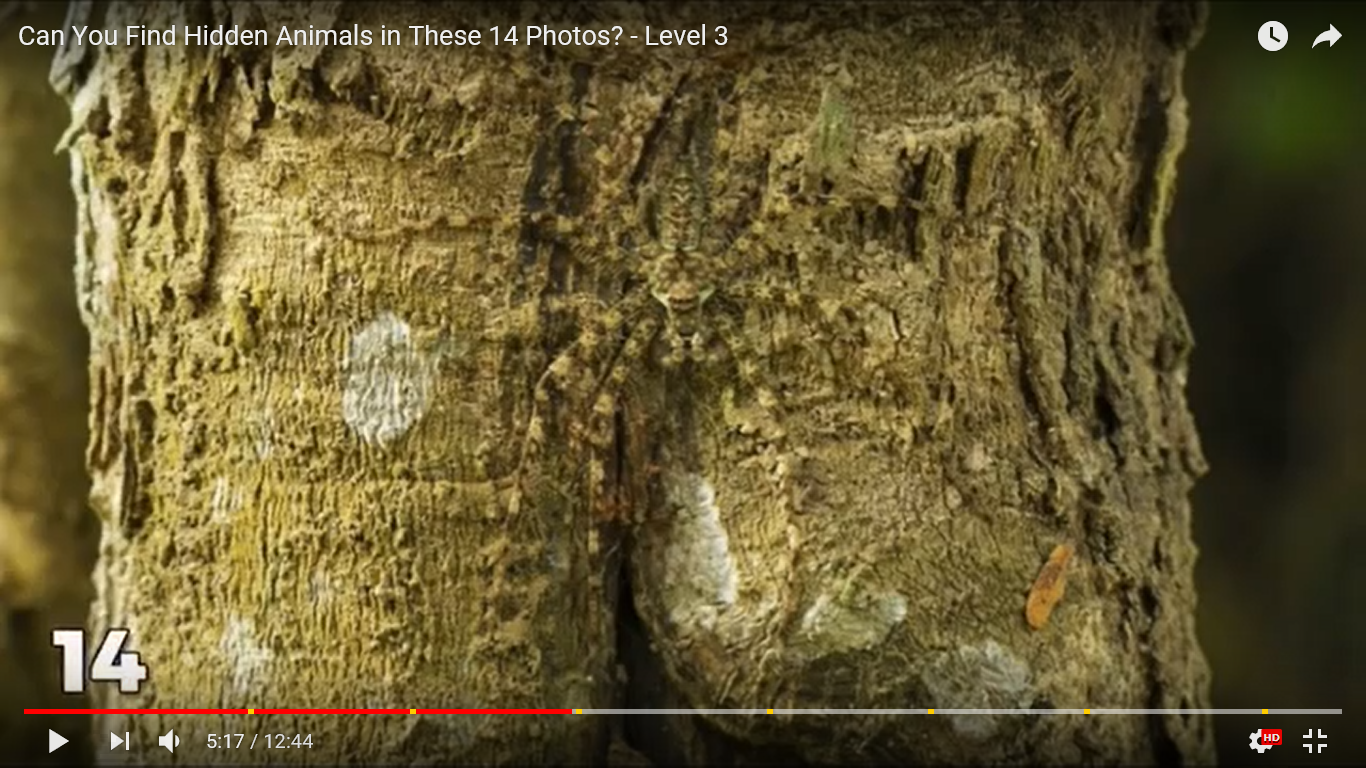 Can You Find Hidden Animals in These 14 Photos? - Level 3
14
5:17 / 12:44
HD